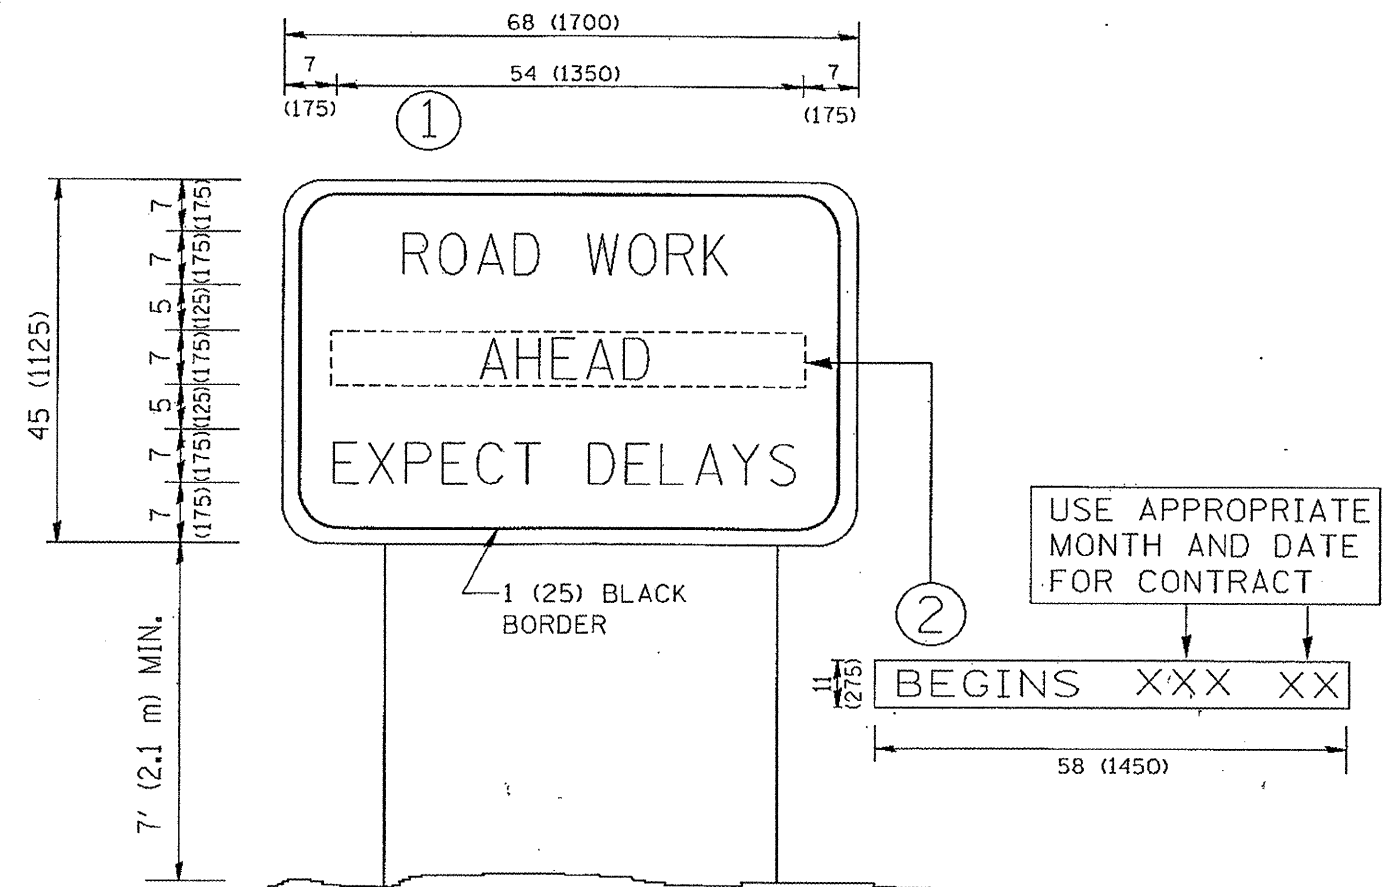 68 (1700)
7 54 (1350) 7
(175) (175)
1
45 (1125)
7 (175)
7 (175)
5 (125)
7 (175)
5 (125)
7 (175)
7 (175)
ROAD WORK
AHEAD
EXPECT DELAYS
1 (25) BLACK
BORDER
7' (2.1 m) MIN.
2
USE APPROPRIATE
MONTH AND DATE
FOR CONTRACT
11
(275)
BEGINS XXX XX
58 (1450)